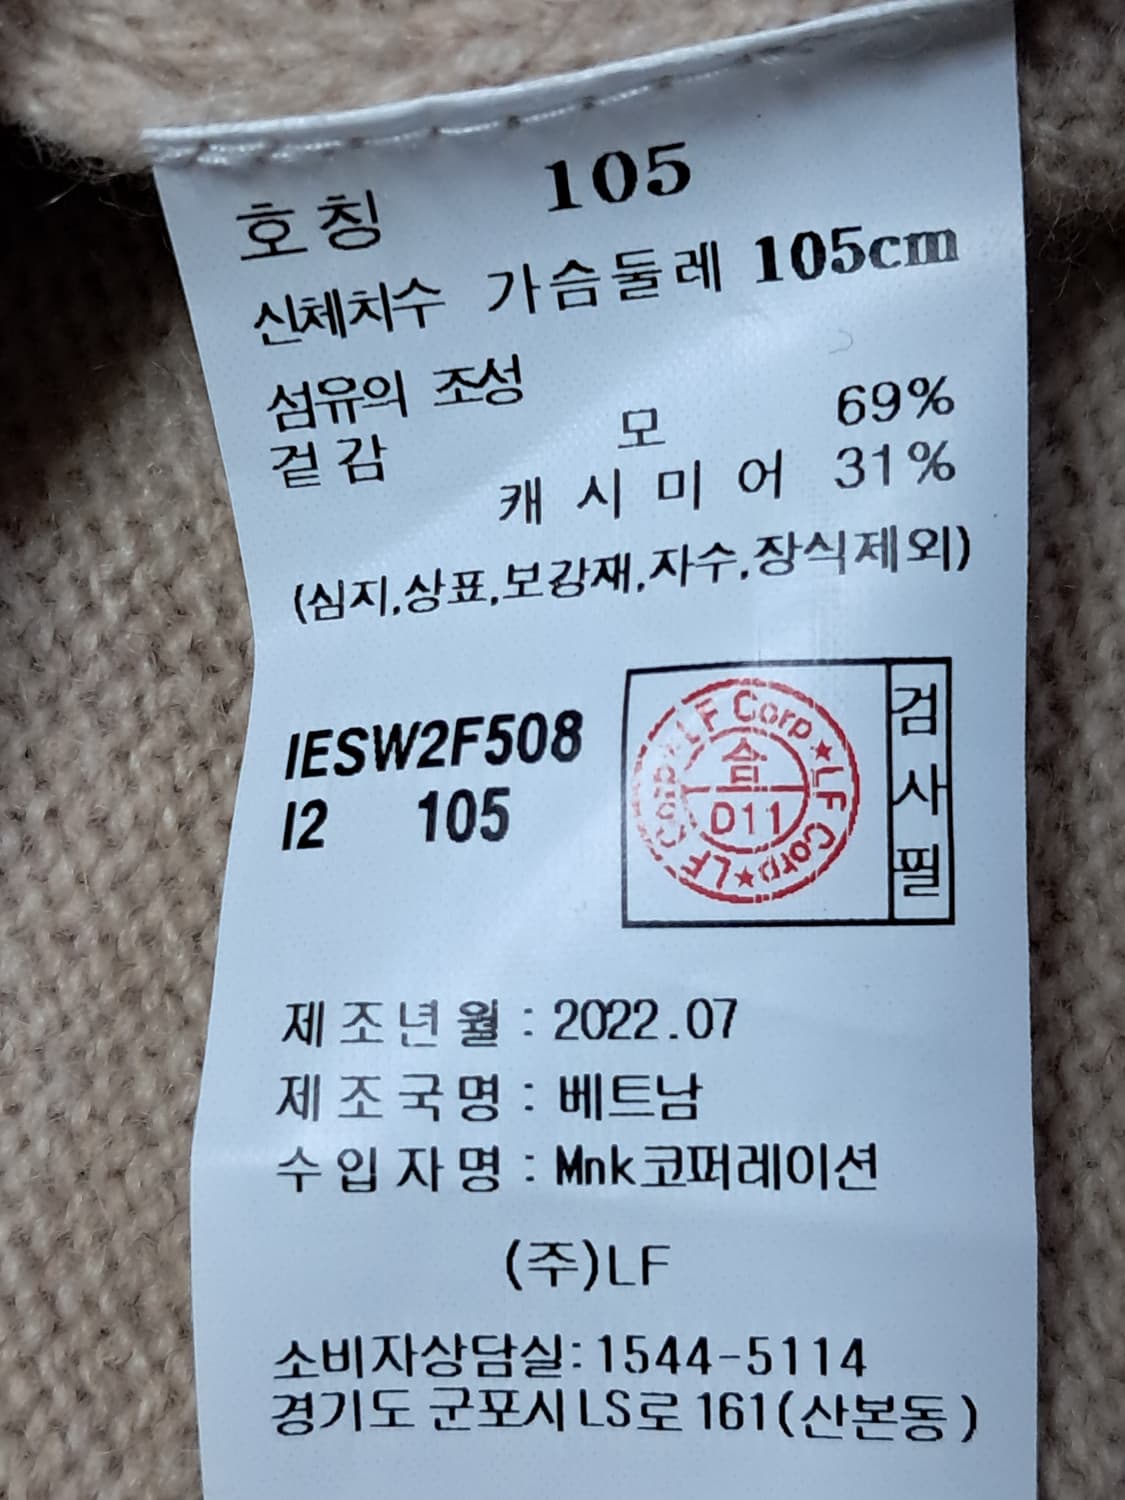 호칭 105
신체치수 가슴둘레 105cm
섬유의 조성
겉감 모 69%
캐시미어 31%
(심지,상표,보강재,자수,장식제외)
IESW2F508
I2 105
LF Corp★LF Corp★LF Corp★
合
D11
검사필
제조년월 : 2022.07
제조국명 : 베트남
수입자명 : Mnk코퍼레이션
(주)LF
소비자상담실:1544-5114
경기도 군포시 LS로 161(산본동)